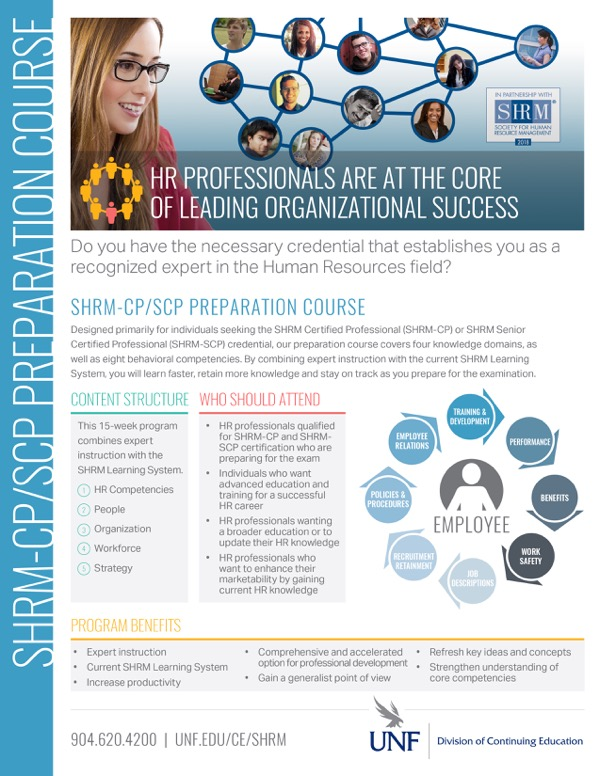 SHRM-CP/SCP PREPARATION COURSE
IN PARTNERSHIP WITH
SHRM®
SOCIETY FOR HUMAN
RESOURCE MANAGEMENT
2018
HR PROFESSIONALS ARE AT THE CORE
OF LEADING ORGANIZATIONAL SUCCESS
Do you have the necessary credential that establishes you as a
recognized expert in the Human Resources field?
SHRM-CP/SCP PREPARATION COURSE
Designed primarily for individuals seeking the SHRM Certified Professional (SHRM-CP) or SHRM Senior
Certified Professional (SHRM-SCP) credential, our preparation course covers four knowledge domains, as
well as eight behavioral competencies. By combining expert instruction with the current SHRM Learning
System, you will learn faster, retain more knowledge and stay on track as you prepare for the examination.
CONTENT STRUCTURE
This 15-week program
combines expert
instruction with the
SHRM Learning System.
1 HR Competencies
2 People
3 Organization
4 Workforce
5 Strategy
WHO SHOULD ATTEND
• HR professionals qualified
for SHRM-CP and SHRM-
SCP certification who are
preparing for the exam
• Individuals who want
advanced education and
training for a successful
HR career
• HR professionals wanting
a broader education or to
update their HR knowledge
• HR professionals who
want to enhance their
marketability by gaining
current HR knowledge
TRAINING &
DEVELOPMENT
PERFORMANCE
BENEFITS
WORK
SAFETY
JOB
DESCRIPTIONS
RECRUITMENT
RETAINMENT
POLICIES &
PROCEDURES
EMPLOYEE
RELATIONS
EMPLOYEE
PROGRAM BENEFITS
• Expert instruction
• Current SHRM Learning System
• Increase productivity
• Comprehensive and accelerated
option for professional development
• Gain a generalist point of view
• Refresh key ideas and concepts
• Strengthen understanding of
core competencies
904.620.4200 | UNF.EDU/CE/SHRM
UNF
Division of Continuing Education